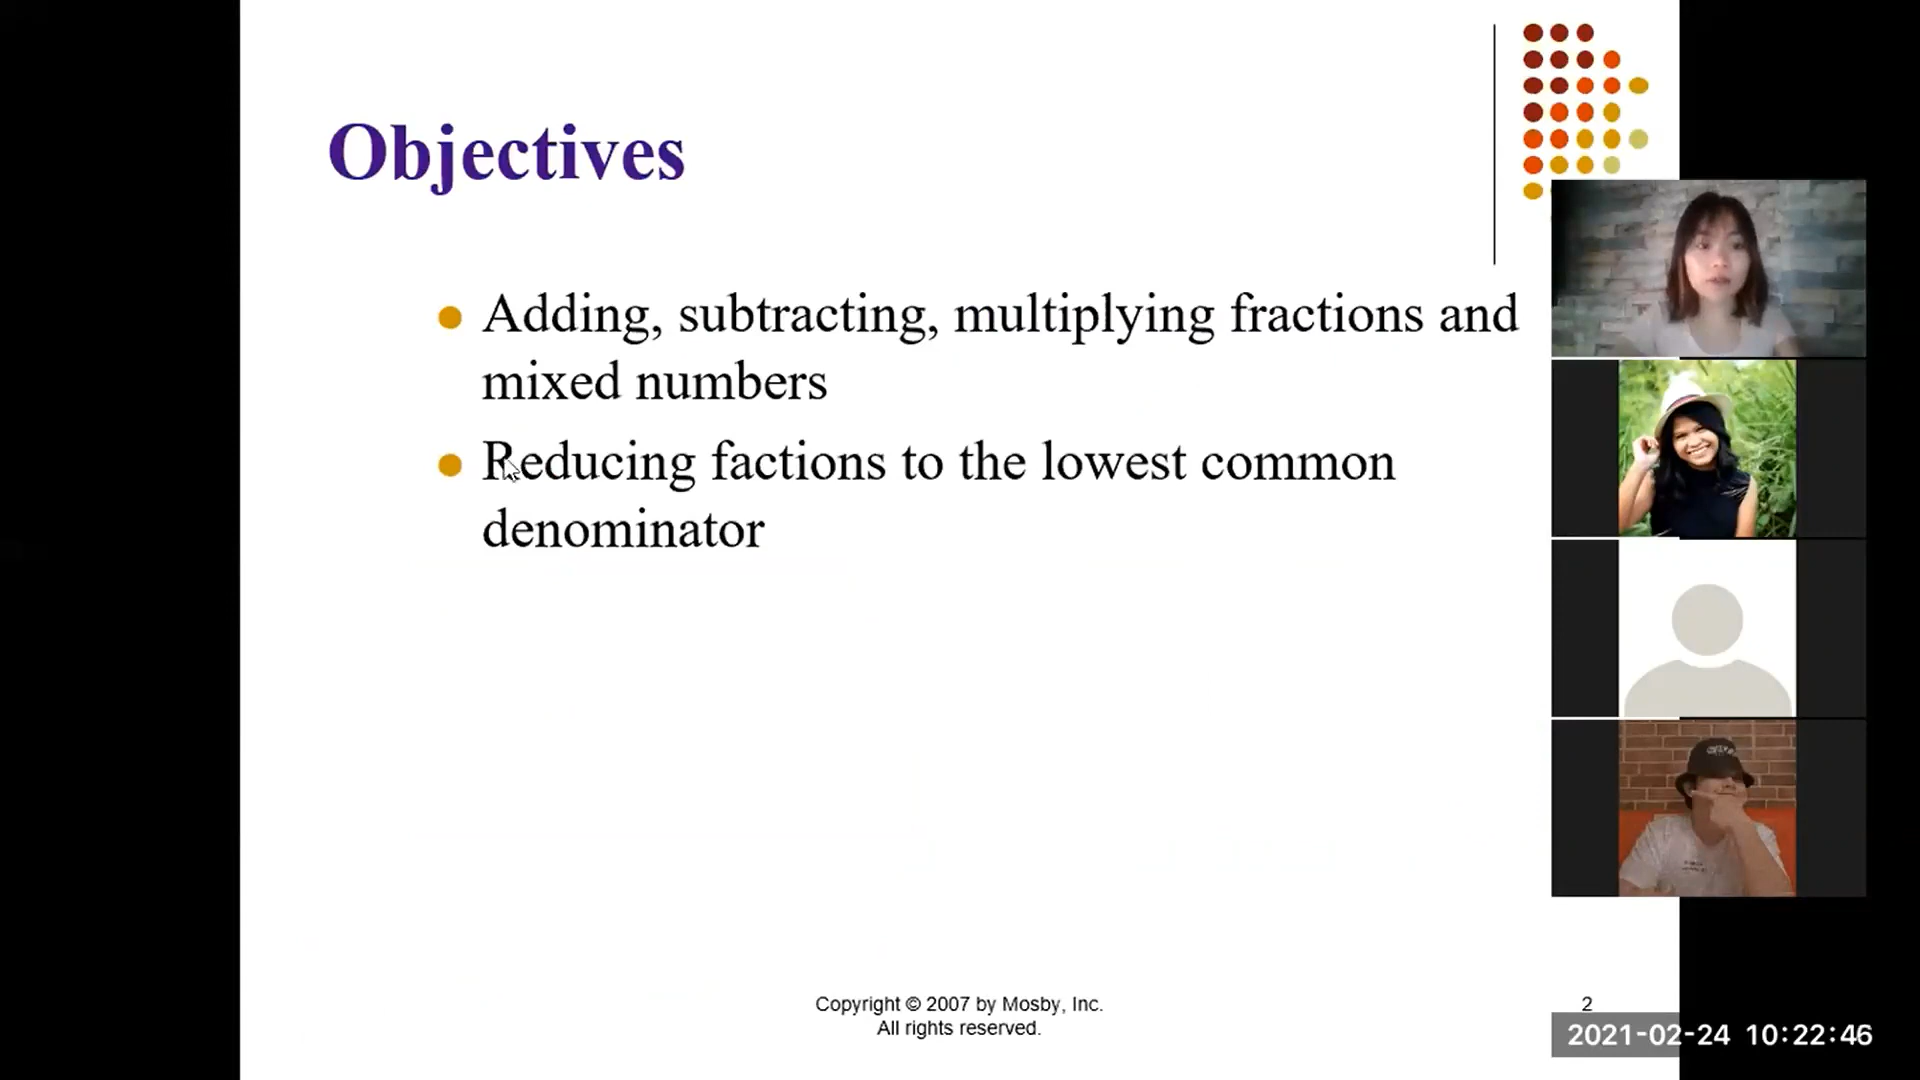 Objectives
Adding, subtracting, multiplying fractions and
mixed numbers
Reducing factions to the lowest common
denominator
Copyright © 2007 by Mosby, Inc.
All rights reserved.
2
2021-02-24 10:22:46